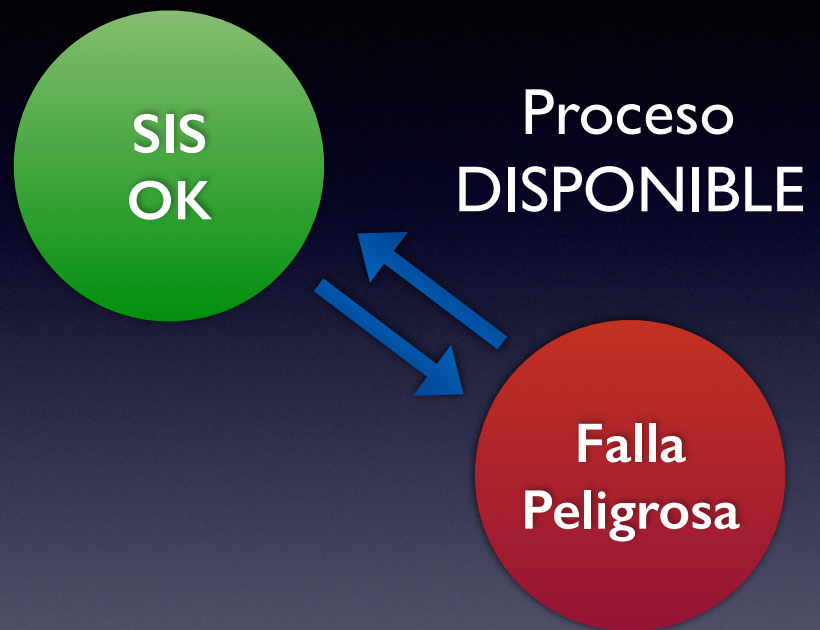 SIS
OK
Proceso
DISPONIBLE
Falla
Peligrosa